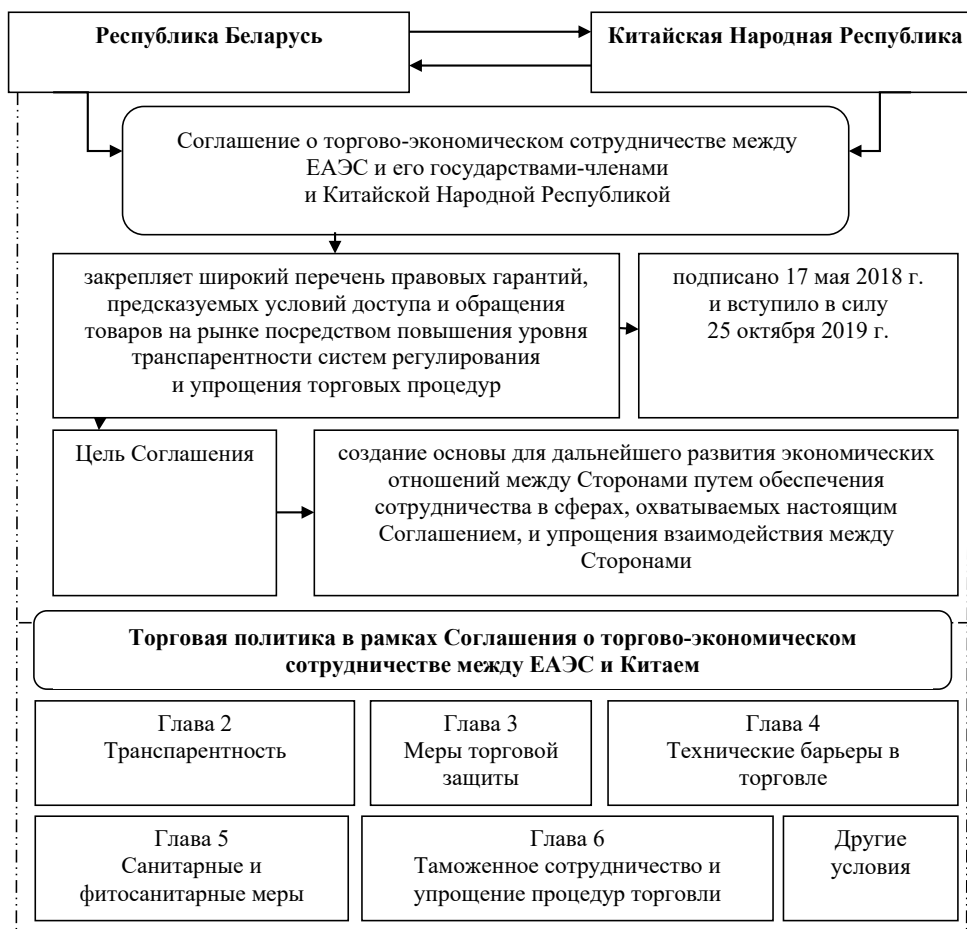 Республика Беларусь
Китайская Народная Республика
Соглашение о торгово-экономическом сотрудничестве между
ЕАЭС и его государствами-членами
и Китайской Народной Республикой
закрепляет широкий перечень правовых гарантий,
предсказуемых условий доступа и обращения
товаров на рынке посредством повышения уровня
транспарентности систем регулирования
и упрощения торговых процедур
подписано 17 мая 2018 г.
и вступило в силу
25 октября 2019 г.
Цель Соглашения
создание основы для дальнейшего развития экономических
отношений между Сторонами путем обеспечения
сотрудничества в сферах, охватываемых настоящим
Соглашением, и упрощения взаимодействия между
Сторонами
Торговая политика в рамках Соглашения о торгово-экономическом
сотрудничестве между ЕАЭС и Китаем
Глава 2
Транспарентность
Глава 3
Меры торговой
защиты
Глава 4
Технические барьеры в
торговле
Глава 5
Санитарные и
фитосанитарные меры
Глава 6
Таможенное сотрудничество и
упрощение процедур торговли
Другие
условия